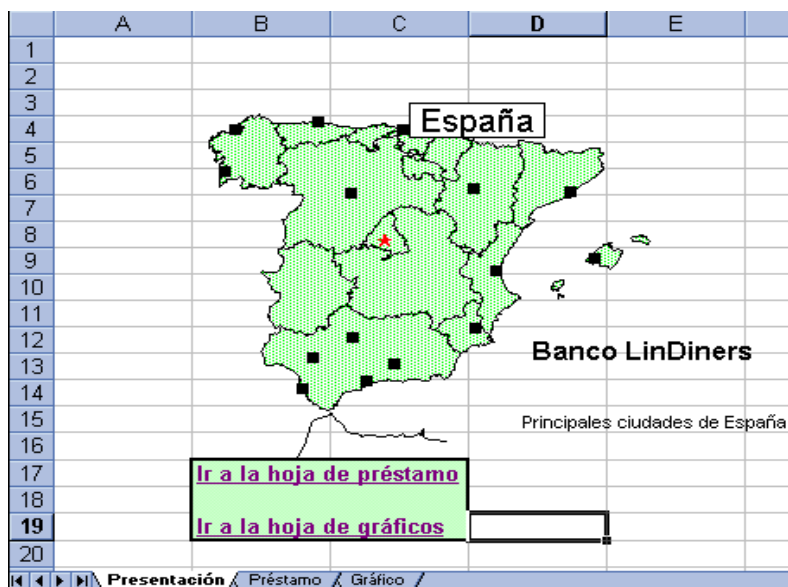 A B C D E
1
2
3
España
4
5
6
7
8
9
10
11
12
Banco LinDiners
13
14
15
Principales ciudades de España
16
17 Ir a la hoja de préstamo
18
19 Ir a la hoja de gráficos
20
Presentación Préstamo Gráfico